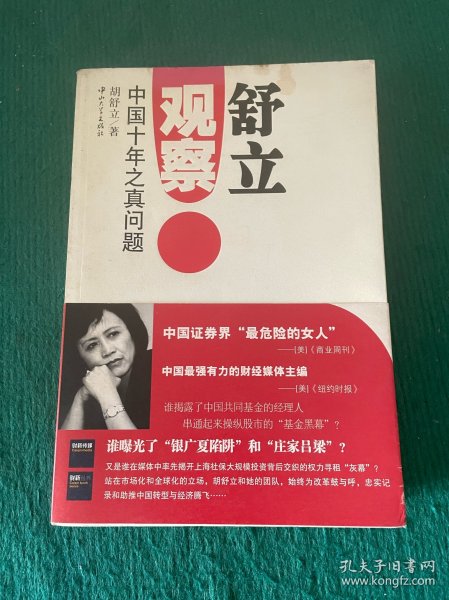 舒立
观察
中国十年之真问题
胡舒立/著
中山大学出版社
中国证券界“最危险的女人”
——[美]《商业周刊》
中国最强有力的财经媒体主编
——[美]《纽约时报》
谁揭露了中国共同基金的经理人
串通起来操纵股市的“基金黑幕”?
谁曝光了“银广夏陷阱”和“庄家吕梁”?
又是谁在媒体中率先揭开上海社保大规模投资背后交织的权力寻租“灰幕”?
站在市场化和全球化的立场，胡舒立和她的团队，始终为改革鼓与呼，忠实记
录和助推中国转型与经济腾飞……
财新传媒
Caixin media
财新
孔夫子旧书网
www.kongfz.com